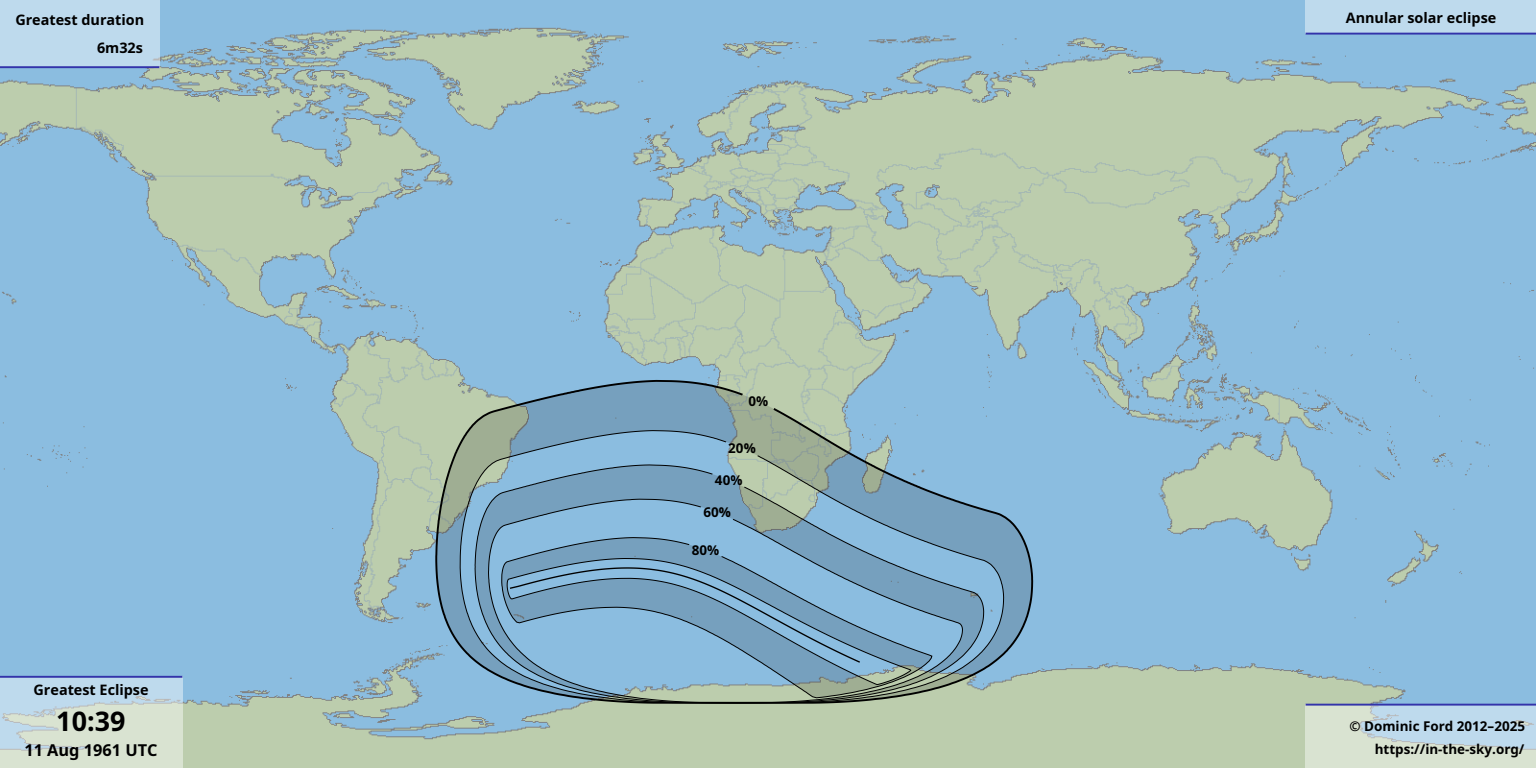 Greatest duration
6m32s
Annular solar eclipse
0%
20%
40%
60%
80%
Greatest Eclipse
10:39
11 Aug 1961 UTC
© Dominic Ford 2012–2025
https://in-the-sky.org/